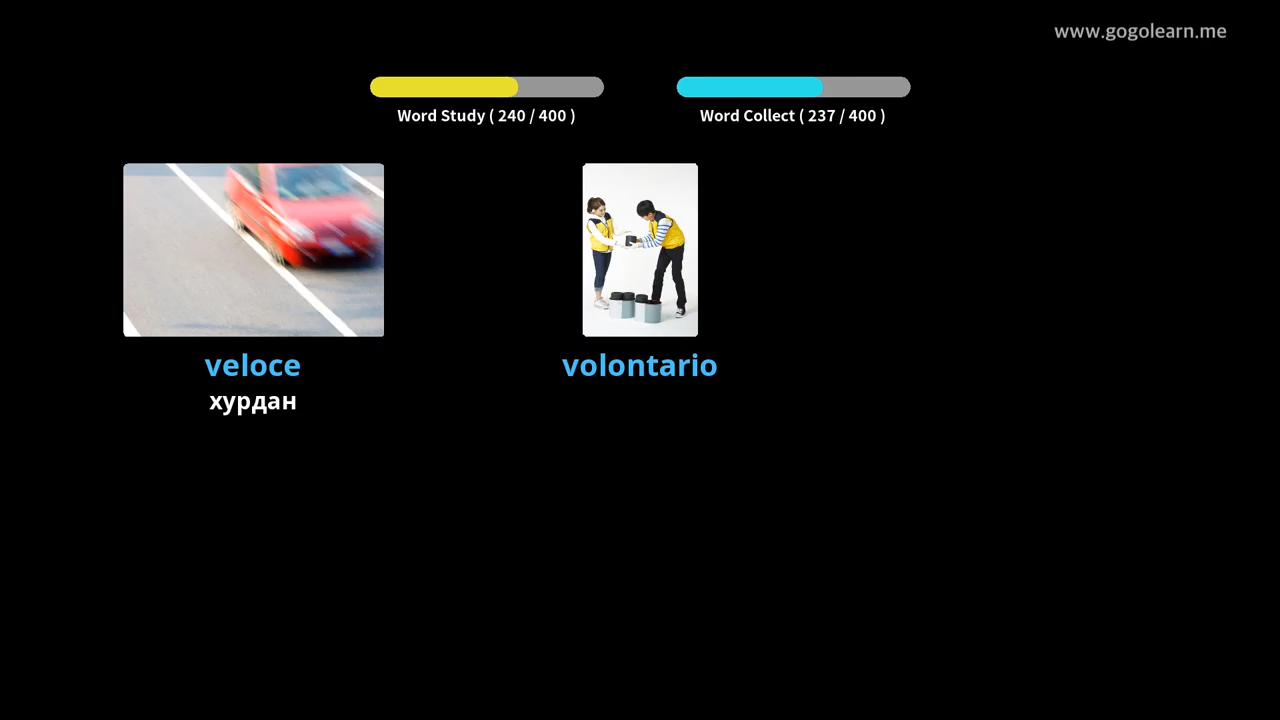 www.gogolearn.me
Word Study ( 240 / 400 )
Word Collect ( 237 / 400 )
veloce
хурдан
volontario